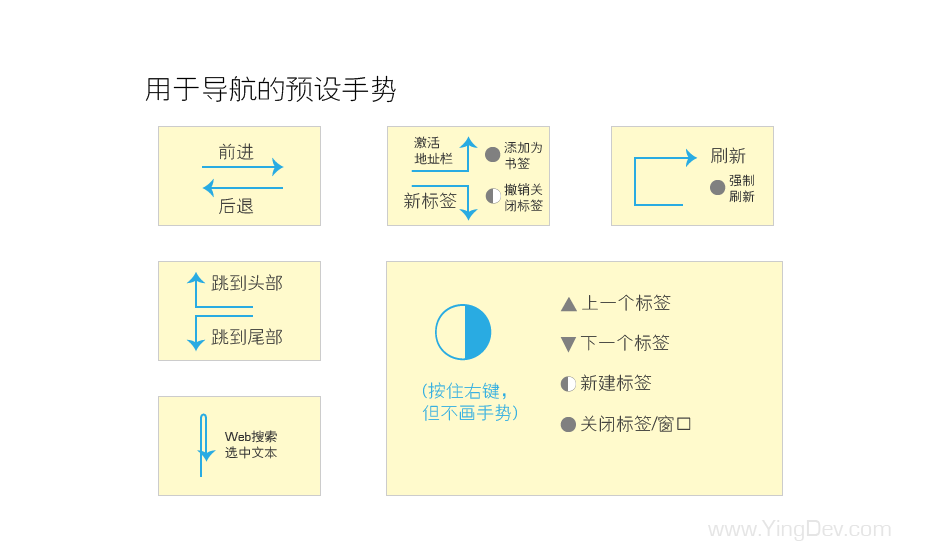 用于导航的预设手势
前进
后退
激活
地址栏
添加为
书签
新标签
撤销关
闭标签
刷新
强制
刷新
跳到头部
跳到尾部
Web搜索
选中文本
(按住右键，
但不画手势)
上一个标签
下一个标签
新建标签
关闭标签/窗口
www.YingDev.com